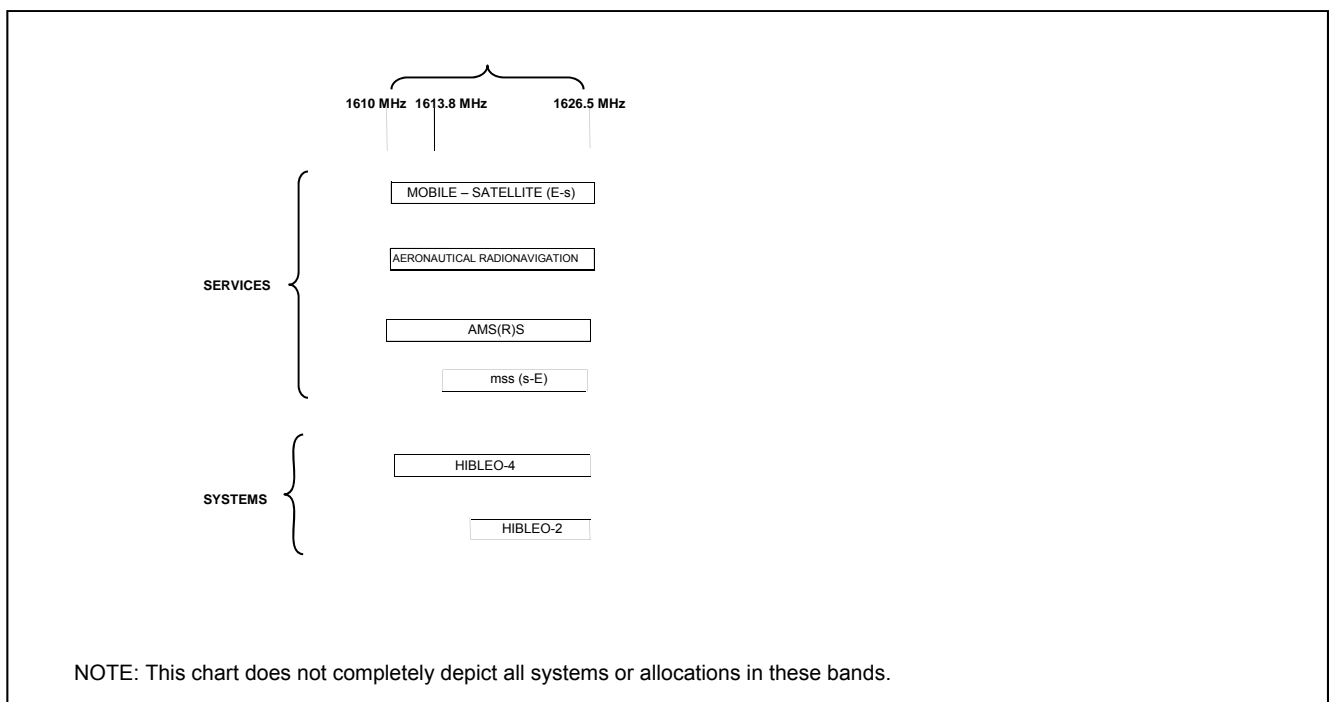 1610 MHz 1613.8 MHz 1626.5 MHz
MOBILE – SATELLITE (E-s)
AERONAUTICAL RADIONAVIGATION
SERVICES
AMS(R)S
mss (s-E)
HIBLEO-4
SYSTEMS
HIBLEO-2
NOTE: This chart does not completely depict all systems or allocations in these bands.